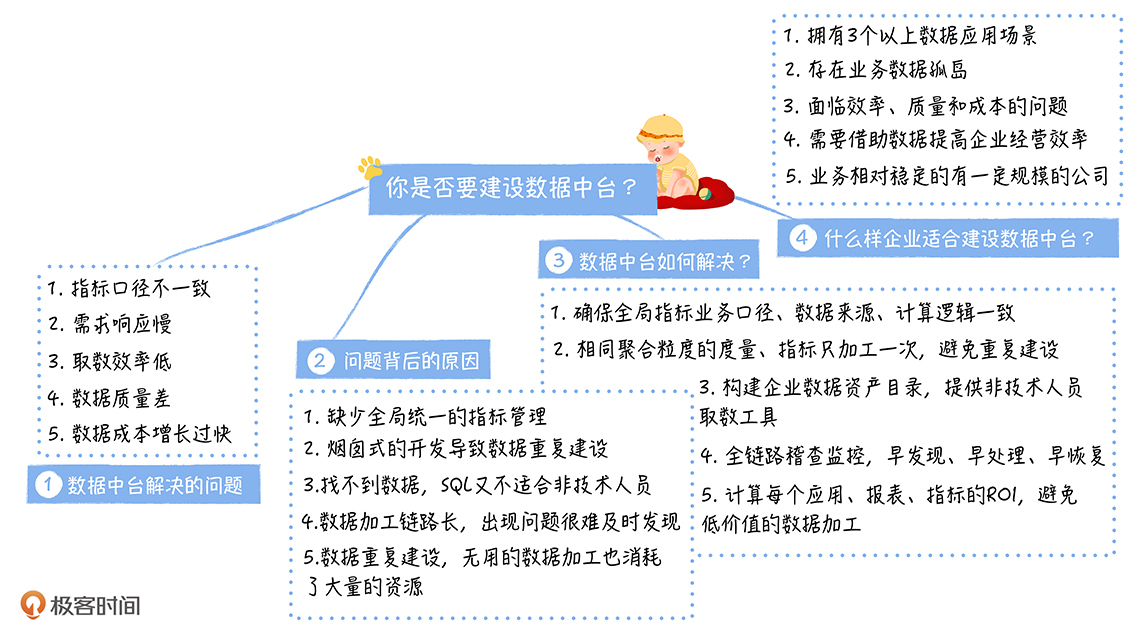 你是否要建设数据中台？
1. 指标口径不一致
2. 需求响应慢
3. 取数效率低
4. 数据质量差
5. 数据成本增长过快
1 数据中台解决的问题
2 问题背后的原因
1. 缺少全局统一的指标管理
2. 烟囱式的开发导致数据重复建设
3.找不到数据，SQL又不适合非技术人员
4.数据加工链路长，出现问题很难及时发现
5.数据重复建设，无用的数据加工也消耗
了大量的资源
3 数据中台如何解决？
1. 确保全局指标业务口径、数据来源、计算逻辑一致
2. 相同聚合粒度的度量、指标只加工一次，避免重复建设
3. 构建企业数据资产目录，提供非技术人员
取数工具
4. 全链路稽查监控，早发现、早处理、早恢复
5. 计算每个应用、报表、指标的ROI，避免
低价值的数据加工
1. 拥有3个以上数据应用场景
2. 存在业务数据孤岛
3. 面临效率、质量和成本的问题
4. 需要借助数据提高企业经营效率
5. 业务相对稳定的有一定规模的公司
4 什么样企业适合建设数据中台？
极客时间